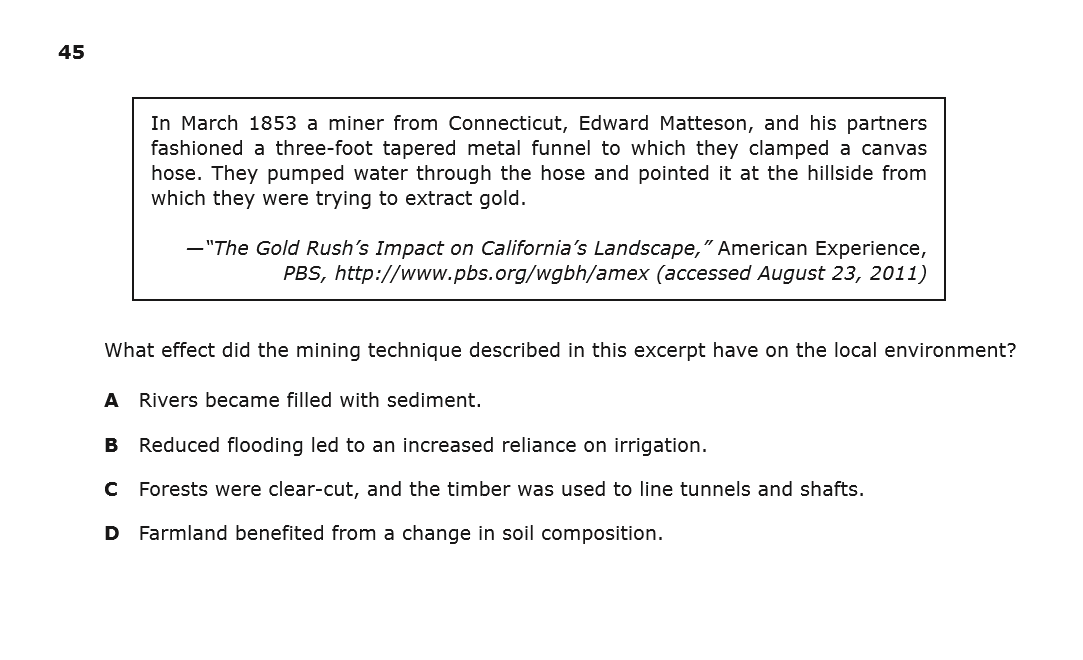 45
In March 1853 a miner from Connecticut, Edward Matteson, and his partners
fashioned a three-foot tapered metal funnel to which they clamped a canvas
hose. They pumped water through the hose and pointed it at the hillside from
which they were trying to extract gold.
—“The Gold Rush’s Impact on California’s Landscape,” American Experience,
PBS, http://www.pbs.org/wgbh/amex (accessed August 23, 2011)
What effect did the mining technique described in this excerpt have on the local environment?
A Rivers became filled with sediment.
B Reduced flooding led to an increased reliance on irrigation.
C Forests were clear-cut, and the timber was used to line tunnels and shafts.
D Farmland benefited from a change in soil composition.